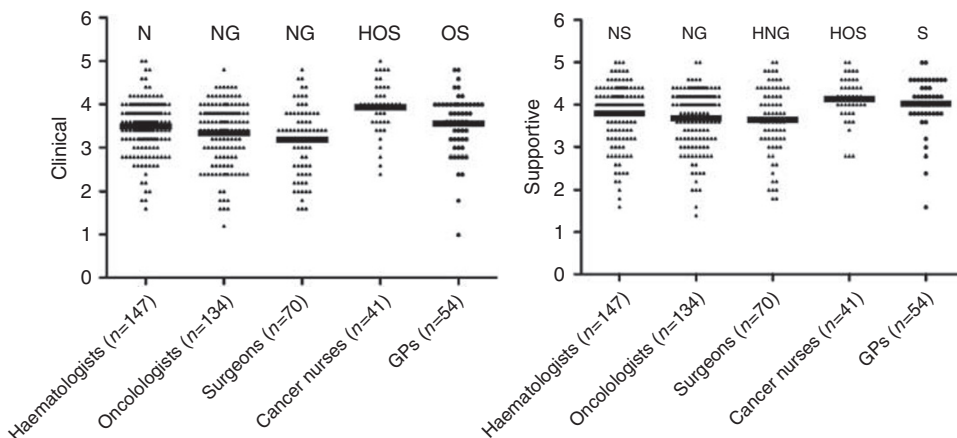 Clinical
6
5
4
3
2
1
0
N NG NG HOS OS
Haematologists (n=147)
Oncolologists (n=134)
Surgeons (n=70)
Cancer nurses (n=41)
GPs (n=54)
Supportive
6
5
4
3
2
1
0
NS NG HNG HOS S
Haematologists (n=147)
Oncolologists (n=134)
Surgeons (n=70)
Cancer nurses (n=41)
GPs (n=54)